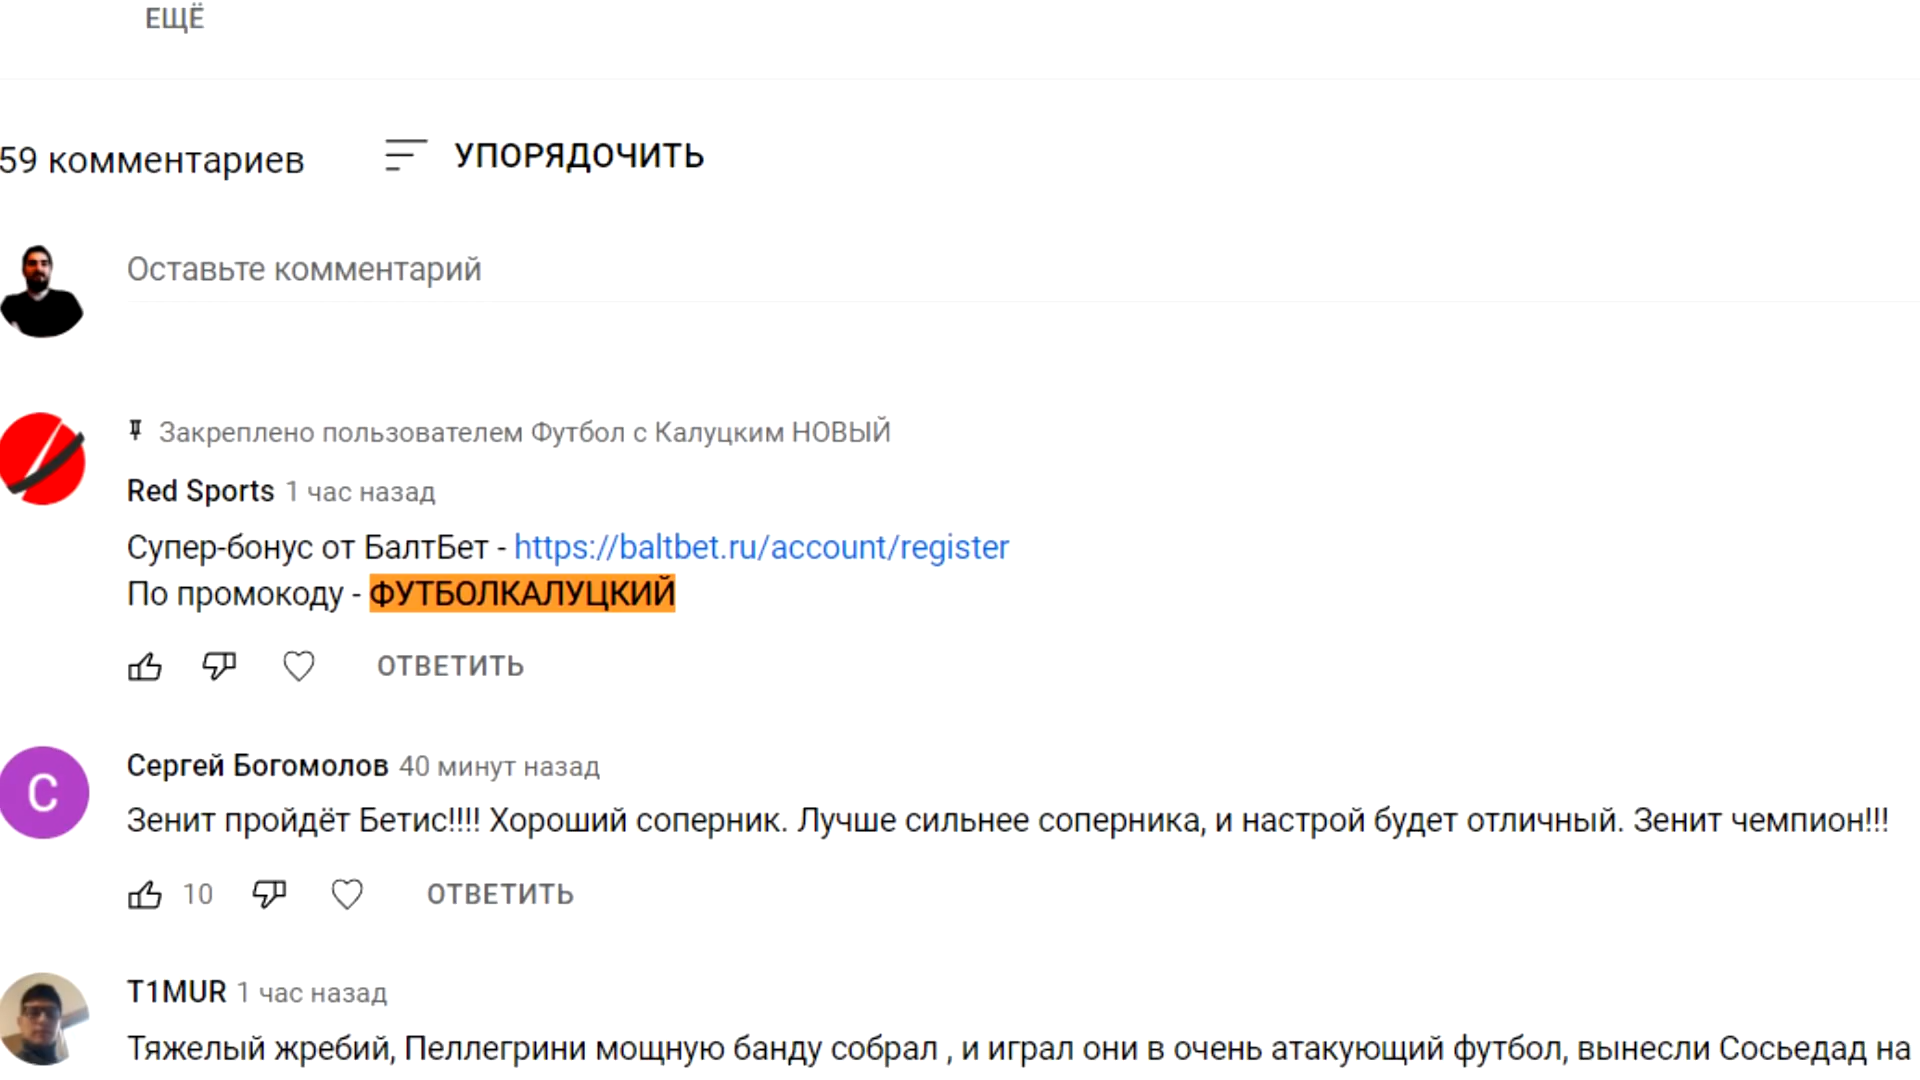 ЕЩЁ
59 комментариев
УПОРЯДОЧИТЬ
Оставьте комментарий
Закреплено пользователем Футбол с Калуцким НОВЫЙ
Red Sports 1 час назад
Супер-бонус от БалтБет - https://baltbet.ru/account/register
По промокоду - ФУТБОЛКАЛУЦКИЙ
ОТВЕТИТЬ
С
Сергей Богомолов 40 минут назад
Зенит пройдёт Бетис!!!! Хороший соперник. Лучше сильнее соперника, и настрой будет отличный. Зенит чемпион!!!
10
ОТВЕТИТЬ
T1MUR 1 час назад
Тяжелый жребий, Пеллегрини мощную банду собрал , и играл они в очень атакующий футбол, вынесли Сосьедад на